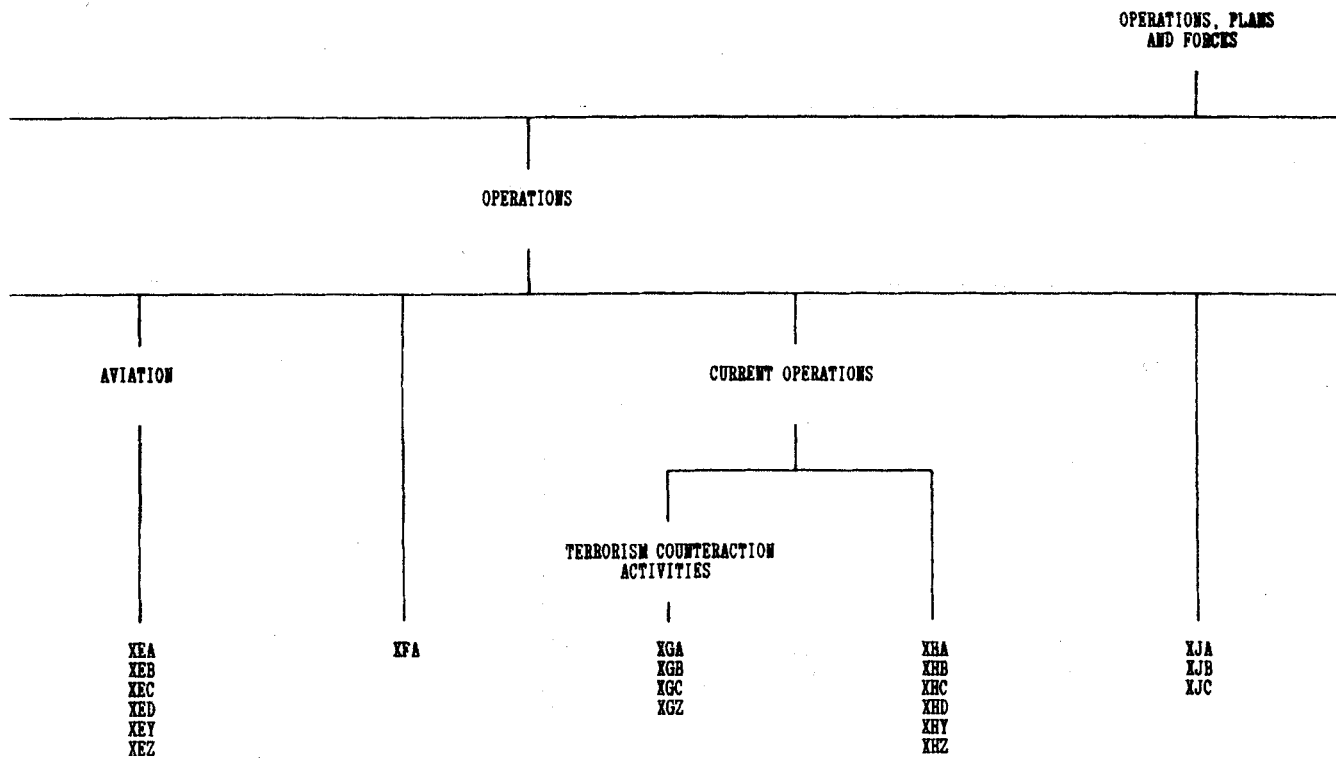 OPERATIONS, PLANS
AND FORCES
OPERATIONS
AVIATION
CURRENT OPERATIONS
TERRORISM COUNTERACTION
ACTIVITIES
XEA
XEB
XEC
XED
XEY
XEZ
XFA
XGA
XGB
XGC
XGZ
XHA
XHB
XHC
XHD
XHY
XHZ
XJA
XJB
XJC